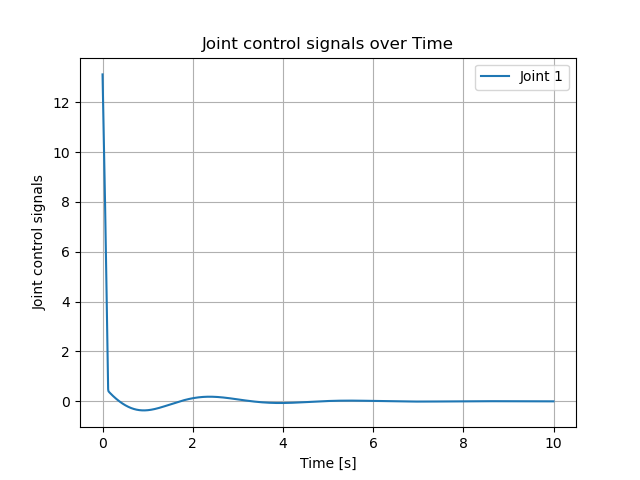 Joint control signals over Time
Joint 1
Joint control signals
12
10
8
6
4
2
0
0 2 4 6 8 10
Time [s]